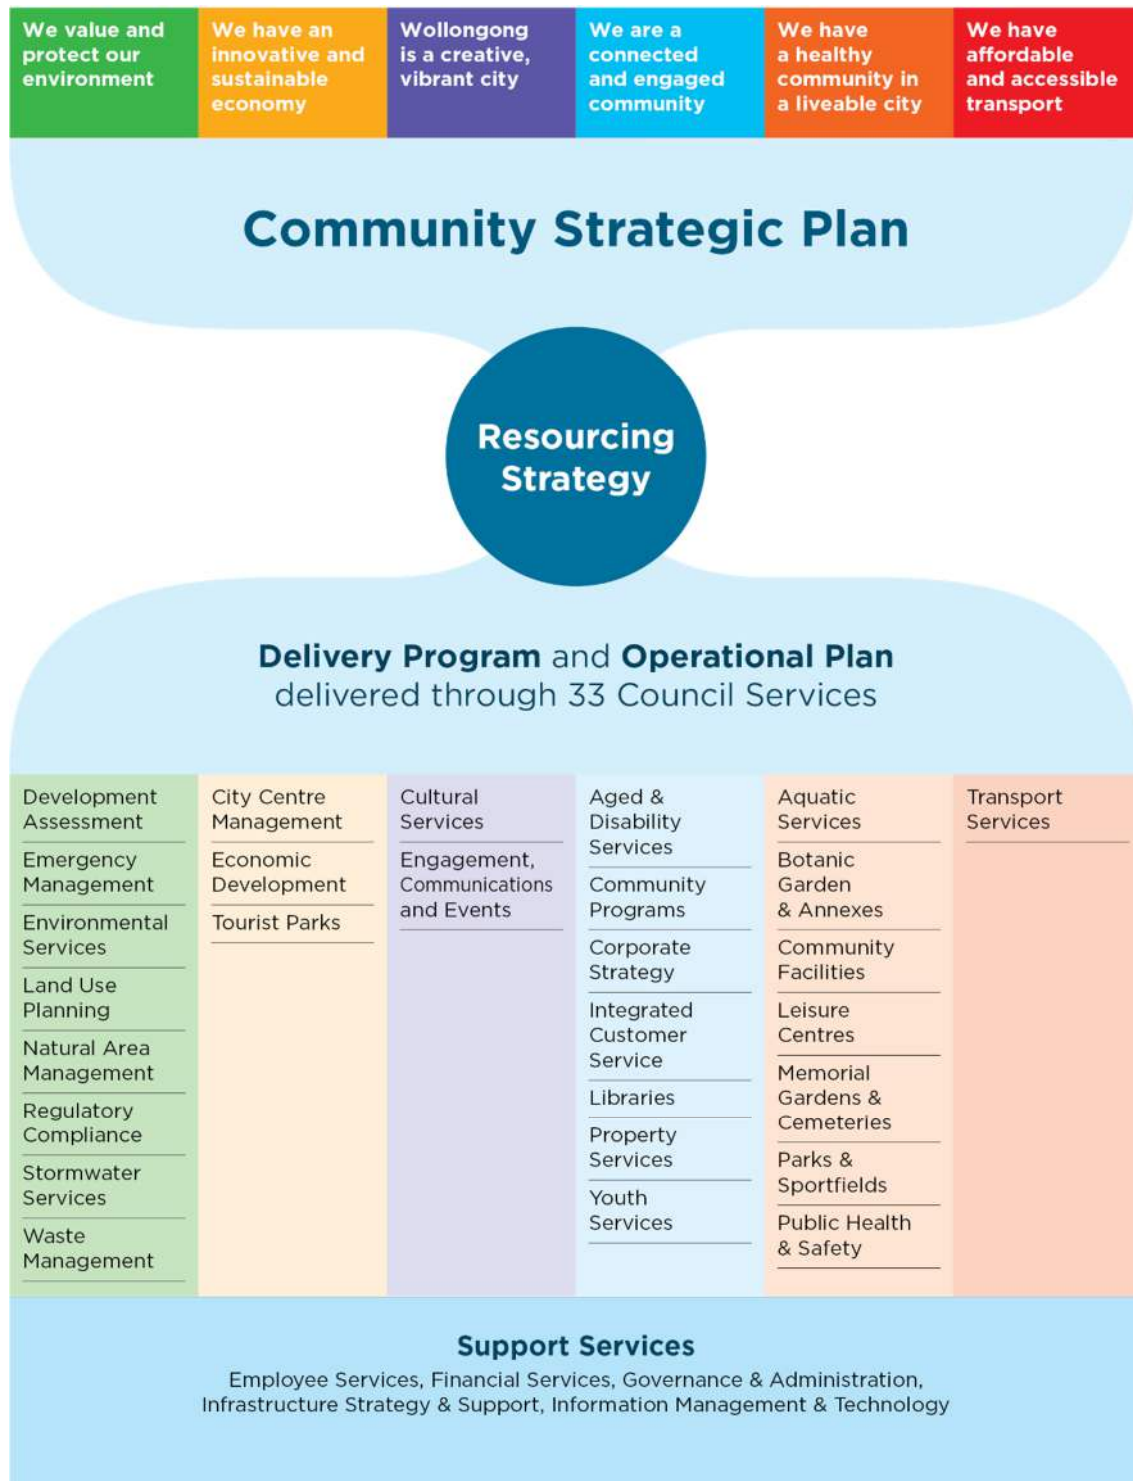 We value and
protect our
environment
We have an
innovative and
sustainable
economy
Wollongong
is a creative,
vibrant city
We are a
connected
and engaged
community
We have
a healthy
community in
a liveable city
We have
affordable
and accessible
transport
Community Strategic Plan
Resourcing
Strategy
Delivery Program and Operational Plan
delivered through 33 Council Services
Development
Assessment
Emergency
Management
Environmental
Services
Land Use
Planning
Natural Area
Management
Regulatory
Compliance
Stormwater
Services
Waste
Management
City Centre
Management
Economic
Development
Tourist Parks
Cultural
Services
Engagement,
Communications
and Events
Aged &
Disability
Services
Community
Programs
Corporate
Strategy
Integrated
Customer
Service
Libraries
Property
Services
Youth
Services
Aquatic
Services
Botanic
Garden
& Annexes
Community
Facilities
Leisure
Centres
Memorial
Gardens &
Cemeteries
Parks &
Sportfields
Public Health
& Safety
Transport
Services
Support Services
Employee Services, Financial Services, Governance & Administration,
Infrastructure Strategy & Support, Information Management & Technology